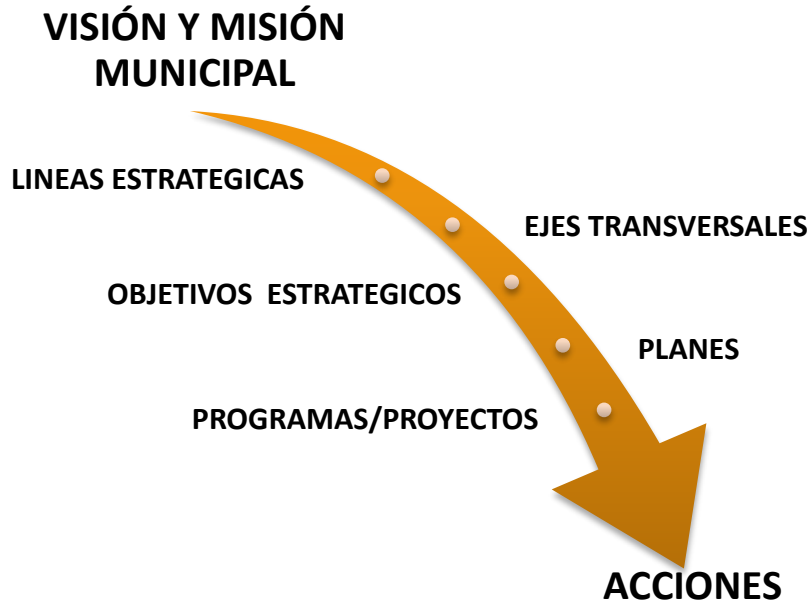 VISIÓN Y MISIÓN
MUNICIPAL
LINEAS ESTRATEGICAS
EJES TRANSVERSALES
OBJETIVOS ESTRATEGICOS
PLANES
PROGRAMAS/PROYECTOS
ACCIONES